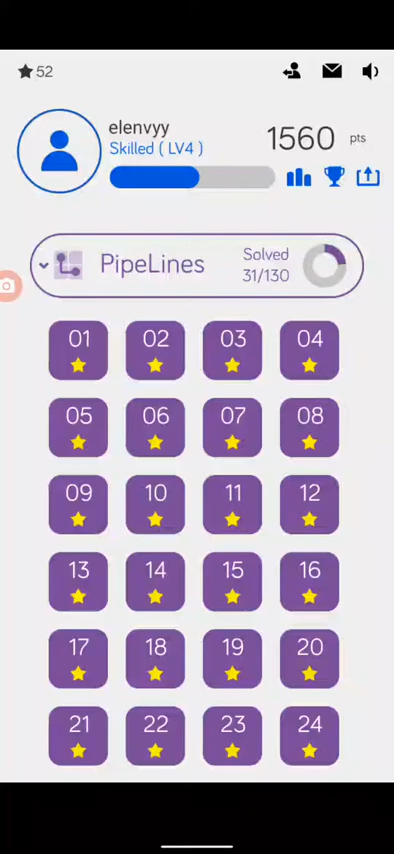 52
elenvyy
Skilled ( LV4 )
1560 pts
PipeLines
Solved
31/130
01 02 03 04
05 06 07 08
09 10 11 12
13 14 15 16
17 18 19 20
21 22 23 24